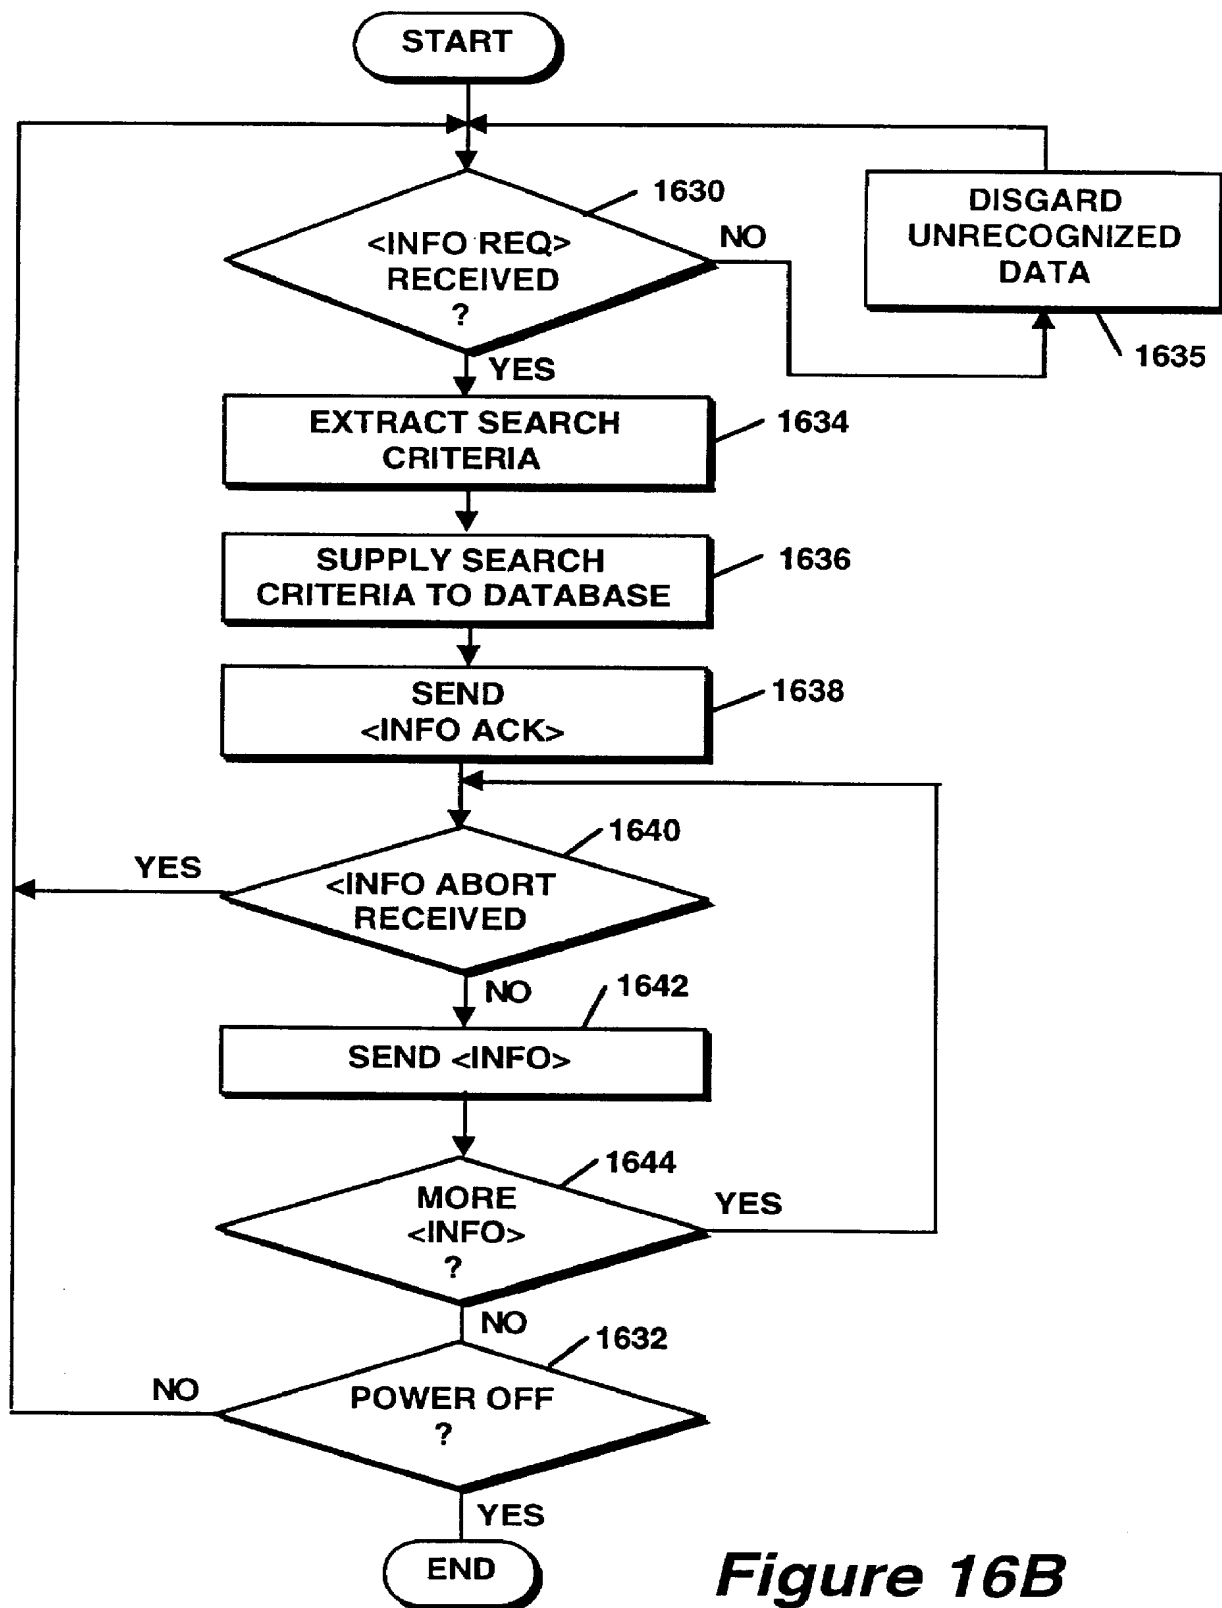 START
1630
<INFO REQ>
RECEIVED
?
NO
YES
DISGARD
UNRECOGNIZED
DATA
1635
EXTRACT SEARCH
CRITERIA
1634
SUPPLY SEARCH
CRITERIA TO DATABASE
1636
SEND
<INFO ACK>
1638
1640
YES
<INFO ABORT
RECEIVED
NO
1642
SEND <INFO>
1644
MORE
<INFO>
?
YES
NO
1632
NO
POWER OFF
?
YES
END
Figure 16B